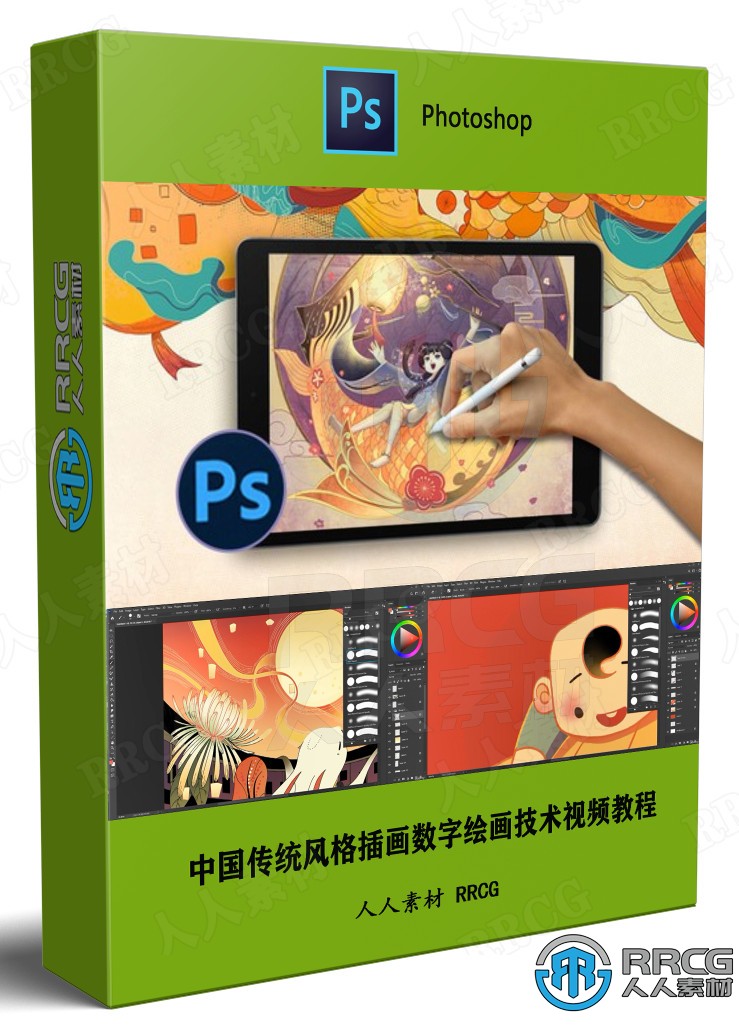 Ps
Photoshop
RRCG
人人素材
Ps
中国传统风格插画数字绘画技术视频教程
人人素材 RRCG
RRCG
人人素材